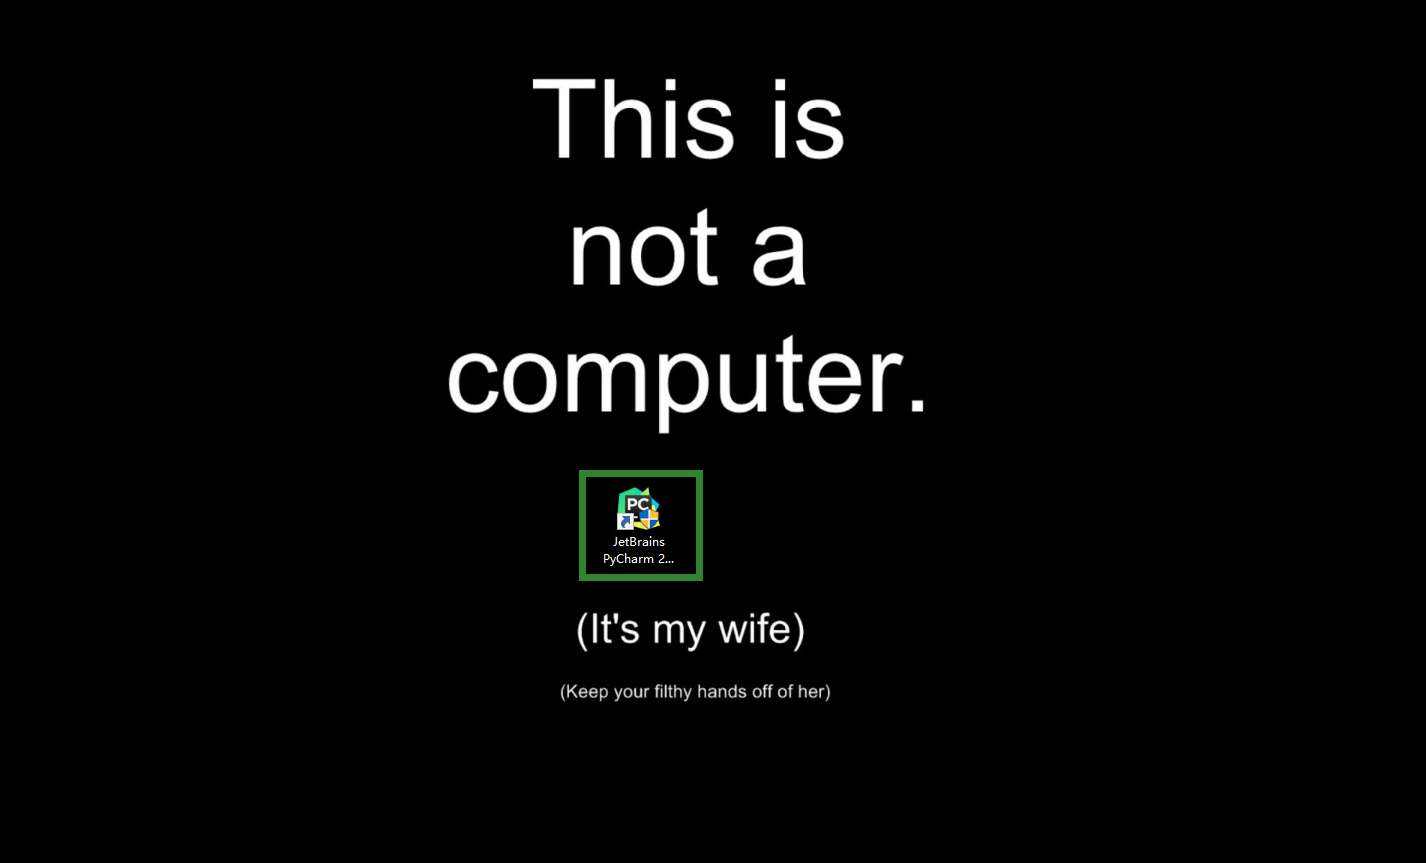 This is
not a
computer.
PC
JetBrains
PyCharm 2...
(It's my wife)
(Keep your filthy hands off of her)